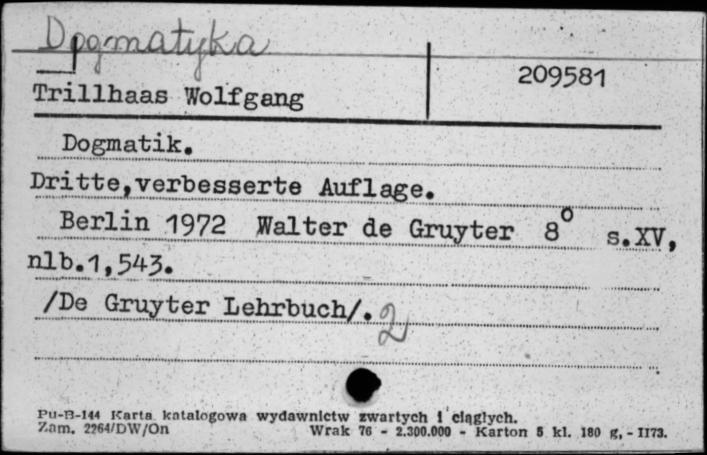 Dogmatyka
209581
Trillhaas Wolfgang
Dogmatik.
Dritte,verbesserte Auflage.
Berlin 1972 Walter de Gruyter 8° s.XV,
nlb.1,543.
/De Gruyter Lehrbuch/. 2
Pu-B-144 Karta katalogowa wydawnictw zwartych i ciągłych.
Zam. 2264/DW/On Wrak 76 - 2.300.000 - Karton 5 kl. 180 g, - II73.